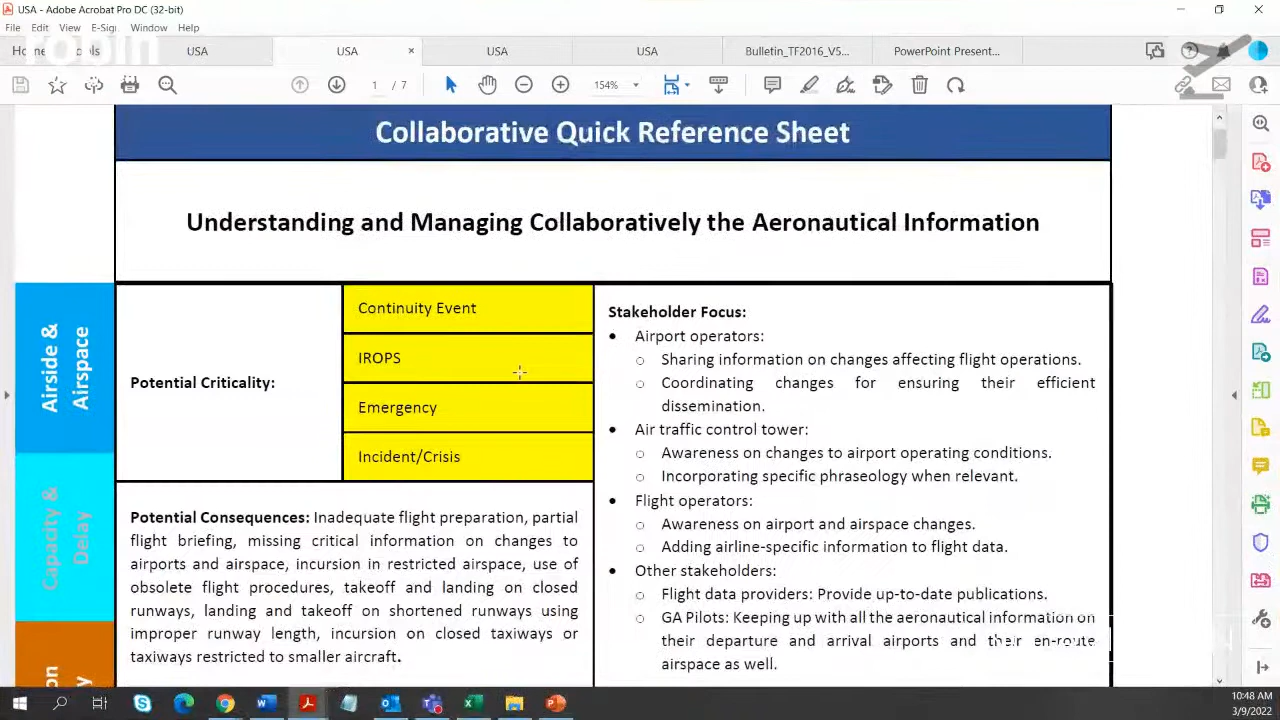 USA - Adobe Acrobat Pro DC (32-bit)
File Edit View E-Sign Window Help
USA
USA
USA
USA
Bulletin_TF2016_V5...
PowerPoint Present...
1 / 7
154%
Collaborative Quick Reference Sheet
Understanding and Managing Collaboratively the Aeronautical Information
Airside &
Airspace
Capacity &
Delay
Potential Criticality:
Continuity Event
IROPS
Emergency
Incident/Crisis
Potential Consequences: Inadequate flight preparation, partial
flight briefing, missing critical information on changes to
airports and airspace, incursion in restricted airspace, use of
obsolete flight procedures, takeoff and landing on closed
runways, landing and takeoff on shortened runways using
improper runway length, incursion on closed taxiways or
taxiways restricted to smaller aircraft.
Stakeholder Focus:
• Airport operators:
o Sharing information on changes affecting flight operations.
o Coordinating changes for ensuring their efficient
dissemination.
• Air traffic control tower:
o Awareness on changes to airport operating conditions.
o Incorporating specific phraseology when relevant.
• Flight operators:
o Awareness on airport and airspace changes.
o Adding airline-specific information to flight data.
• Other stakeholders:
o Flight data providers: Provide up-to-date publications.
o GA Pilots: Keeping up with all the aeronautical information on
their departure and arrival airports and their en-route
airspace as well.
10:48 AM
3/9/2022